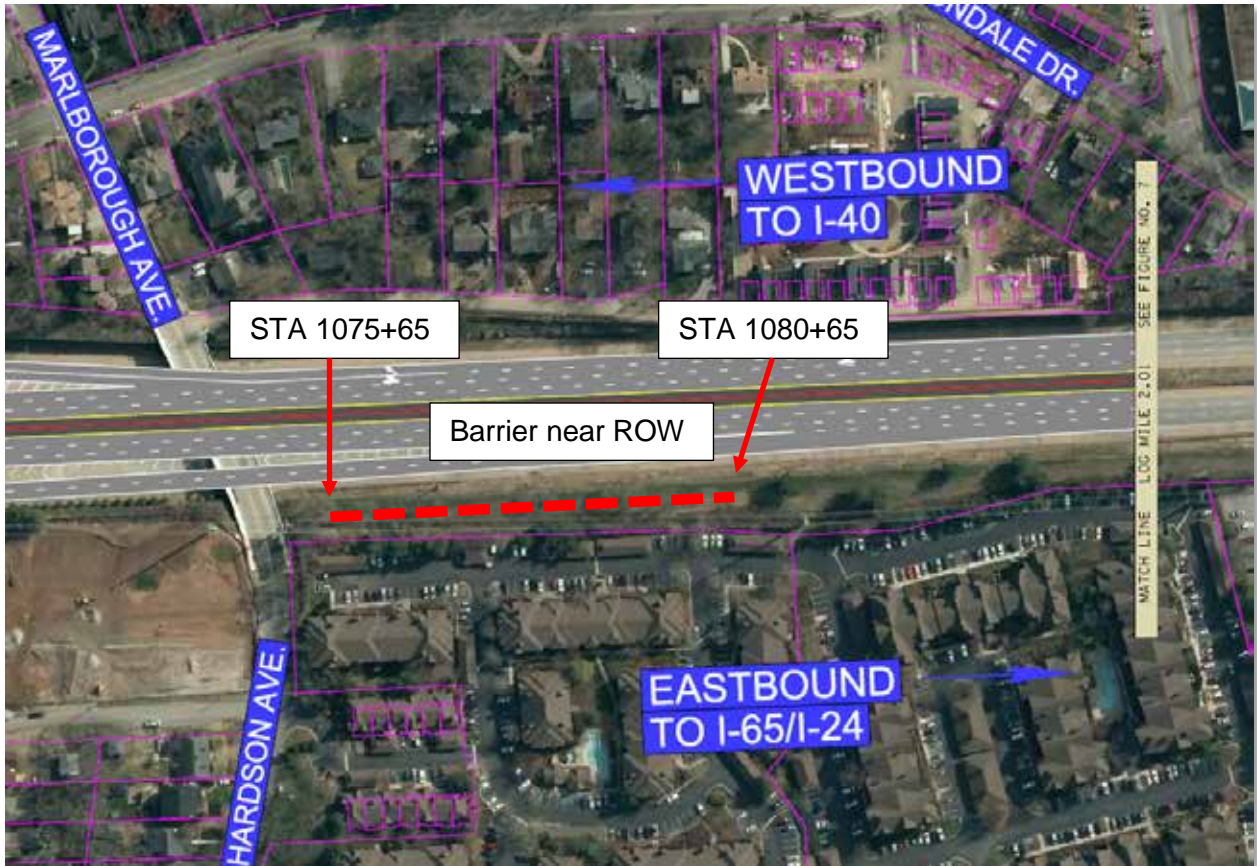 MARLBOROUGH AVE.
NDALE DR.
WESTBOUND
TO I-40
MATCH LINE LOG MILE 2.01 SEE FIGURE NO. 7
STA 1075+65
STA 1080+65
Barrier near ROW
HARDSON AVE.
EASTBOUND
TO I-65/I-24